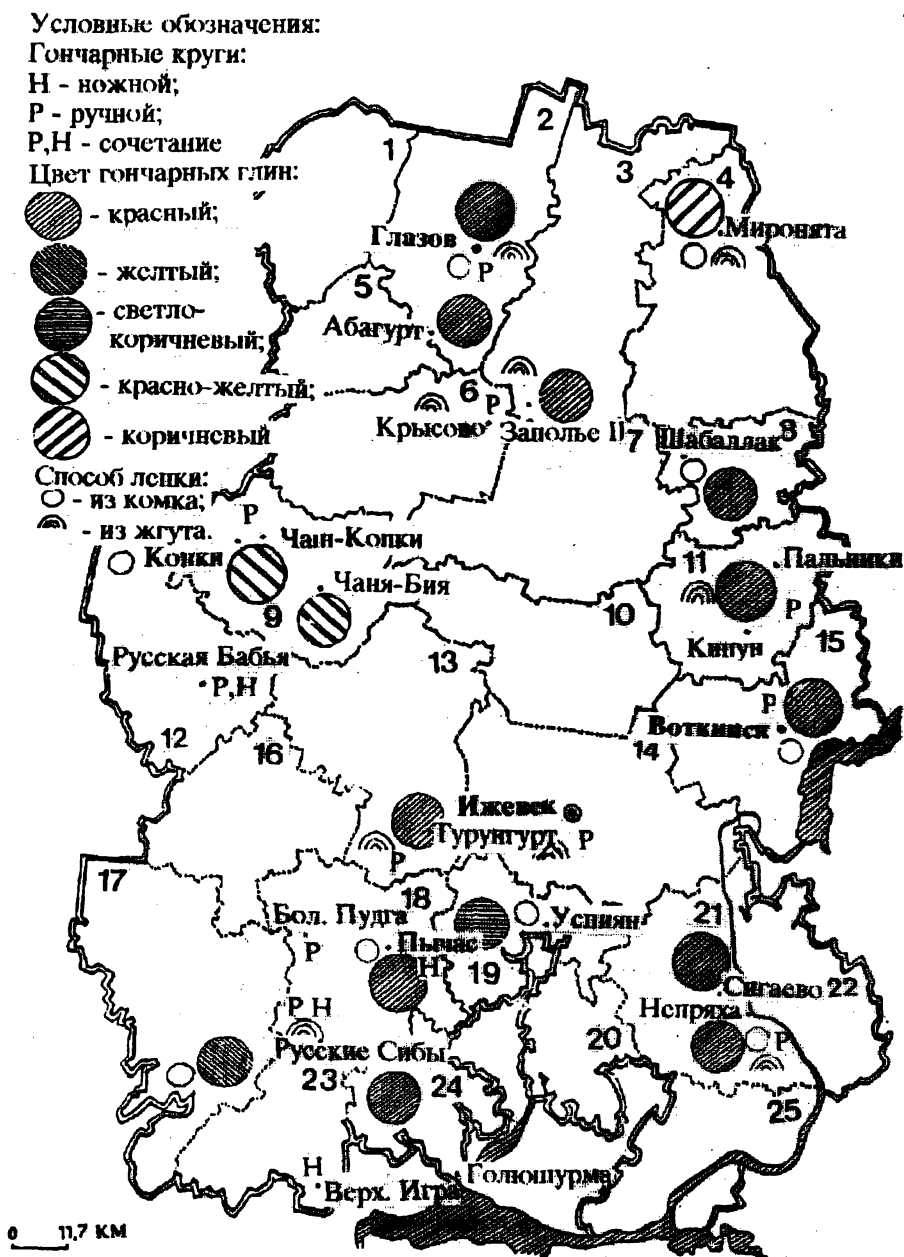 Условные обозначения:
Гончарные круги:
Н - ножной;
Р - ручной;
Р,Н - сочетание
Цвет гончарных глин:
- красный;
- желтый;
- светло-
коричневый;
- красно-желтый;
- коричневый
Способ лепки:
- из комка;
- из жгута.
1
2
3
4
Миронята
Глазов
Р
5
Абагурт
6
Р
Крысово
Заполье II
7
Шабаллак
8
Р
Чаш-Копки
Копки
Чаня-Бия
9
10
11
Пальники
Р
Кипун
15
Русская Бабья
Р,Н
13
12
16
14
Р
Воткинск
Ижевск
Турунгурт
Р
Р
17
18
Бол. Пудга
Р
Пычас
Н
19
Успиян
21
Сигаево
22
Непряха
Р
20
Р Н
Русские Сибы
23
24
25
Н
Верх. Игра
Голюшурма
0 11,7 КМ